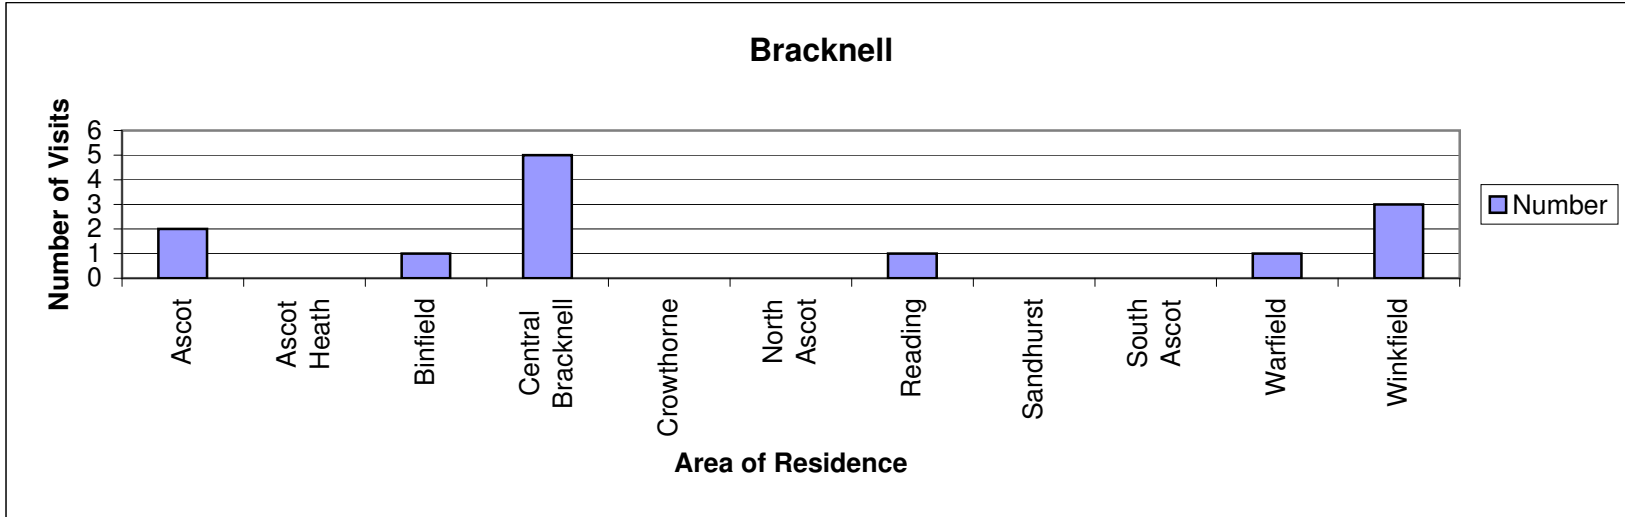 Bracknell
Number of Visits
6
5
4
3
2
1
0
Ascot
Ascot
Heath
Binfield
Central
Bracknell
Crowthorne
North
Ascot
Reading
Sandhurst
South
Ascot
Warfield
Winkfield
Area of Residence
Number